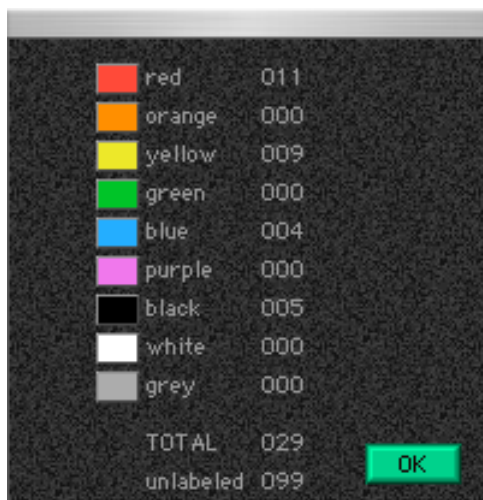 red 011
orange 000
yellow 009
green 000
blue 004
purple 000
black 005
white 000
grey 000
TOTAL 029
OK
unlabeled 099